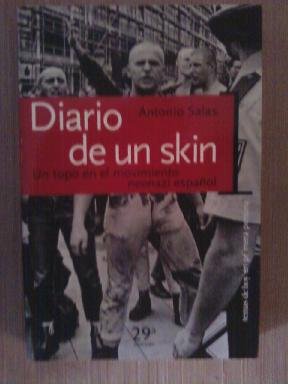 Antonio Salas
Diario
de un skin
Un topo en el movimiento
neonazi español
29ª